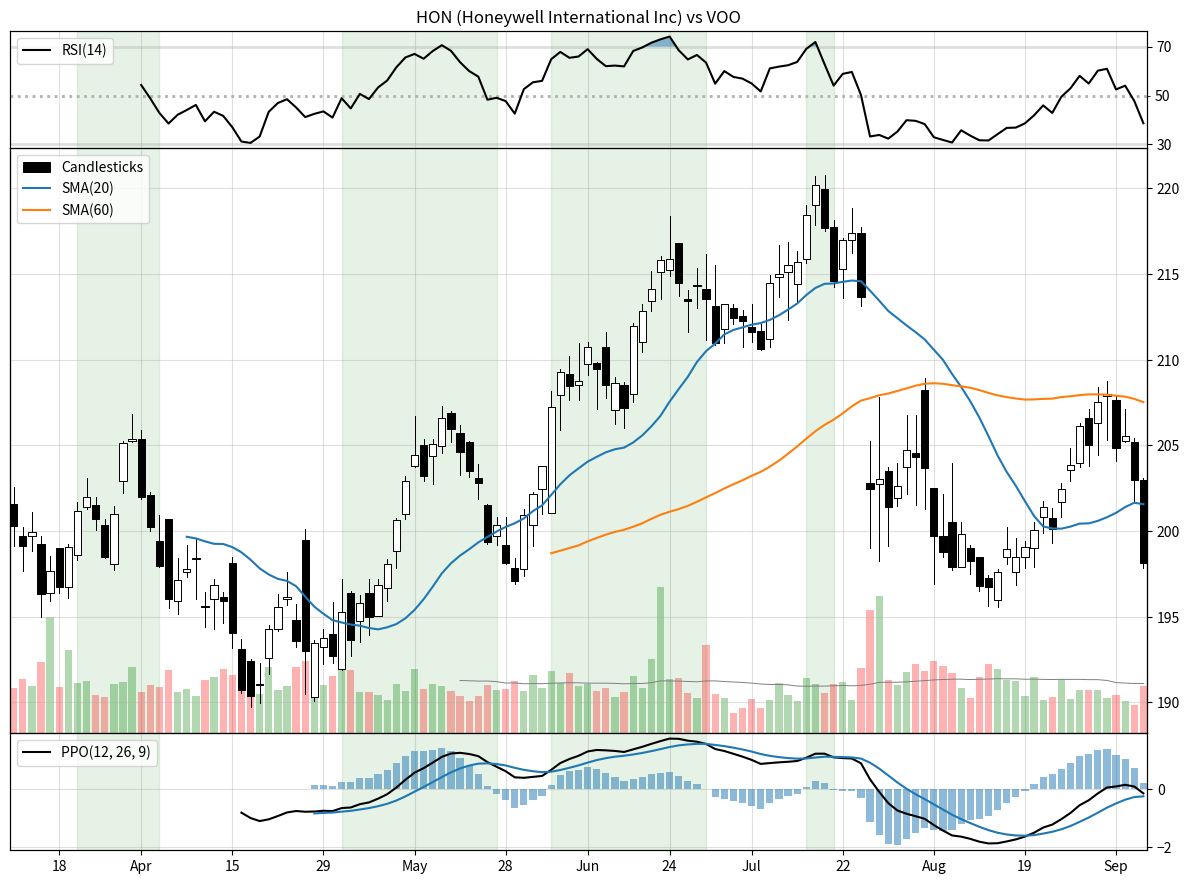 HON (Honeywell International Inc) vs VOO
RSI(14)
70
50
30
Candlesticks
SMA(20)
SMA(60)
220
215
210
205
200
195
190
PPO(12, 26, 9)
0
−2
18 Apr 15 29 May 28 Jun 24 Jul 22 Aug 19 Sep